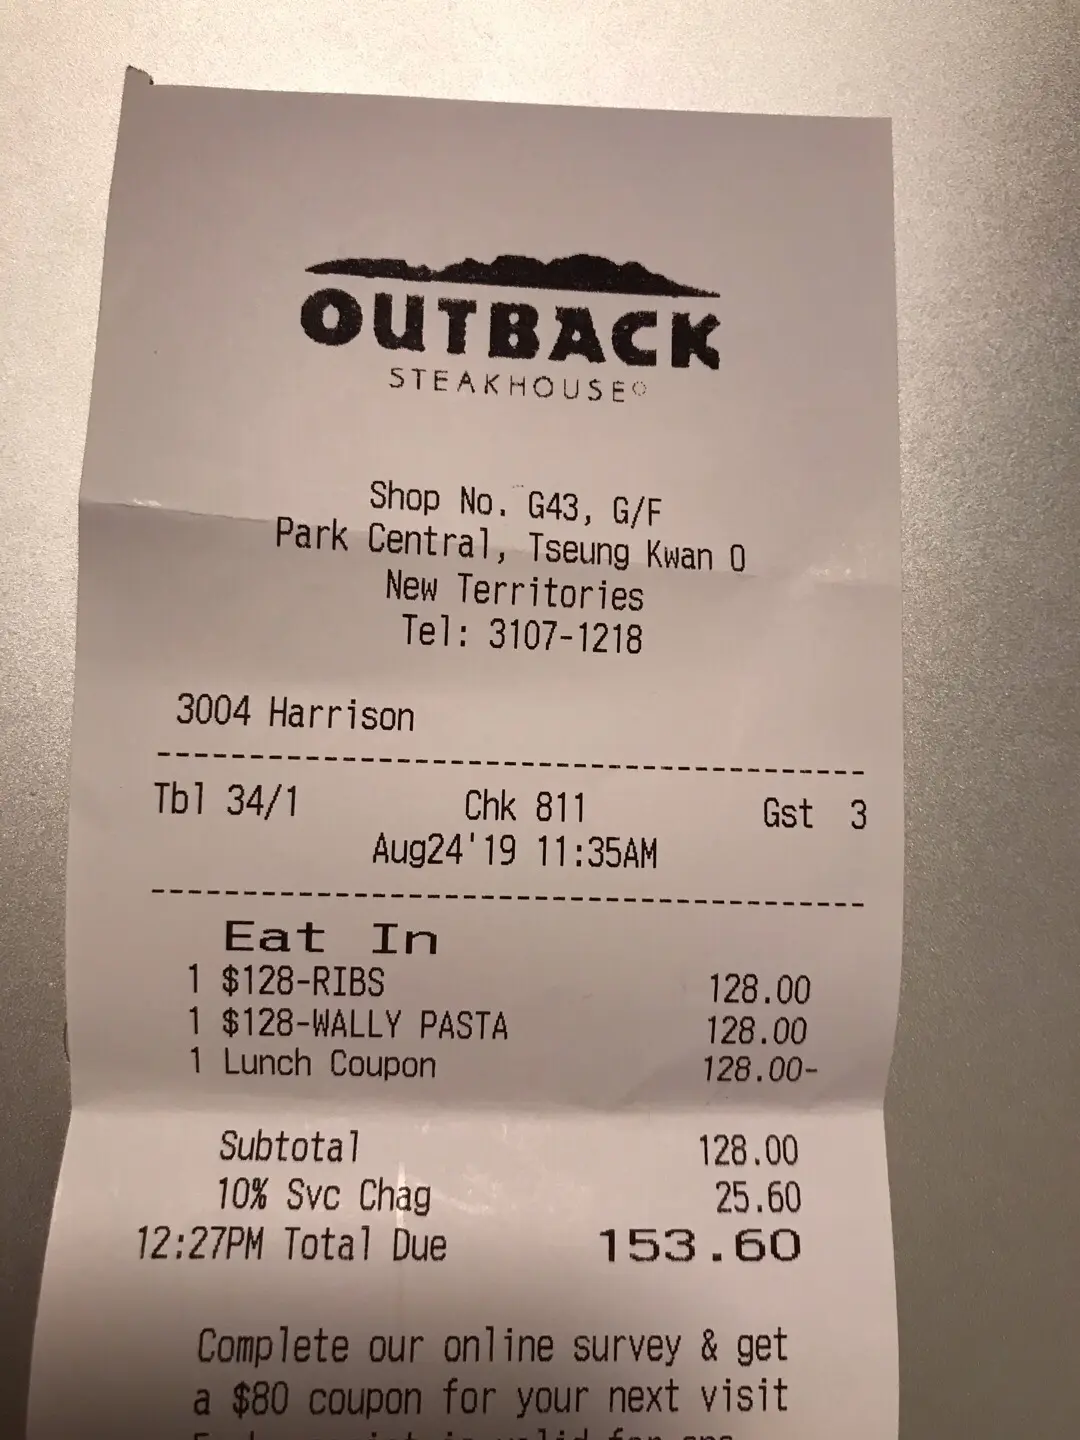 OUTBACK
STEAKHOUSE
Shop No. G43, G/F
Park Central, Tseung Kwan O
New Territories
Tel: 3107-1218
3004 Harrison
Tbl 34/1 Chk 811 Gst 3
Aug24'19 11:35AM
Eat In
1 $128-RIBS 128.00
1 $128-WALLY PASTA 128.00
1 Lunch Coupon 128.00-
Subtotal 128.00
10% Svc Chag 25.60
12:27PM Total Due 153.60
Complete our online survey & get
a $80 coupon for your next visit